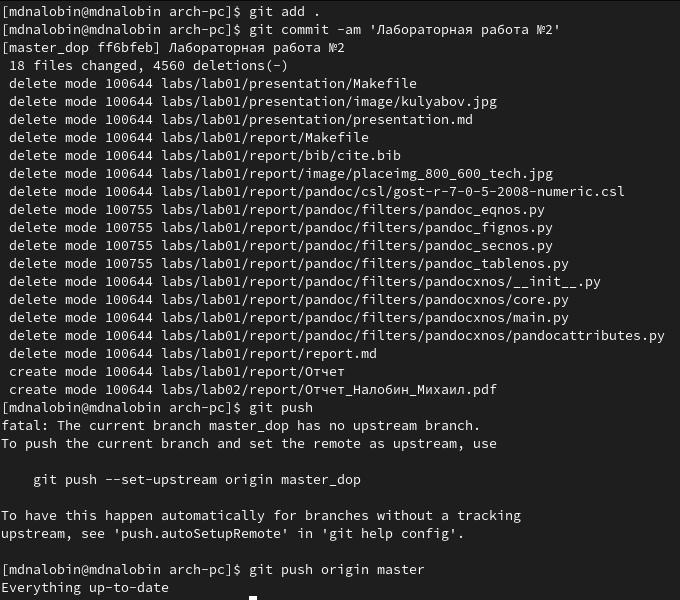 [mdnalobin@mdnalobin arch-pc]$ git add .
[mdnalobin@mdnalobin arch-pc]$ git commit -am 'Лабораторная работа №2'
[master_dop ff6bfeb] Лабораторная работа №2
 18 files changed, 4560 deletions(-)
 delete mode 100644 labs/lab01/presentation/Makefile
 delete mode 100644 labs/lab01/presentation/image/kulyabov.jpg
 delete mode 100644 labs/lab01/presentation/presentation.md
 delete mode 100644 labs/lab01/report/Makefile
 delete mode 100644 labs/lab01/report/bib/cite.bib
 delete mode 100644 labs/lab01/report/image/placeimg_800_600_tech.jpg
 delete mode 100644 labs/lab01/report/pandoc/csl/gost-r-7-0-5-2008-numeric.csl
 delete mode 100755 labs/lab01/report/pandoc/filters/pandoc_eqnos.py
 delete mode 100755 labs/lab01/report/pandoc/filters/pandoc_fignos.py
 delete mode 100755 labs/lab01/report/pandoc/filters/pandoc_secnos.py
 delete mode 100755 labs/lab01/report/pandoc/filters/pandoc_tablenos.py
 delete mode 100644 labs/lab01/report/pandoc/filters/pandocxnos/__init__.py
 delete mode 100644 labs/lab01/report/pandoc/filters/pandocxnos/core.py
 delete mode 100644 labs/lab01/report/pandoc/filters/pandocxnos/main.py
 delete mode 100644 labs/lab01/report/pandoc/filters/pandocxnos/pandocattributes.py
 delete mode 100644 labs/lab01/report/report.md
 create mode 100644 labs/lab01/report/Отчет
 create mode 100644 labs/lab02/report/Отчет_Налобин_Михаил.pdf
[mdnalobin@mdnalobin arch-pc]$ git push
fatal: The current branch master_dop has no upstream branch.
To push the current branch and set the remote as upstream, use
    git push --set-upstream origin master_dop
To have this happen automatically for branches without a tracking
upstream, see 'push.autoSetupRemote' in 'git help config'.
[mdnalobin@mdnalobin arch-pc]$ git push origin master
Everything up-to-date